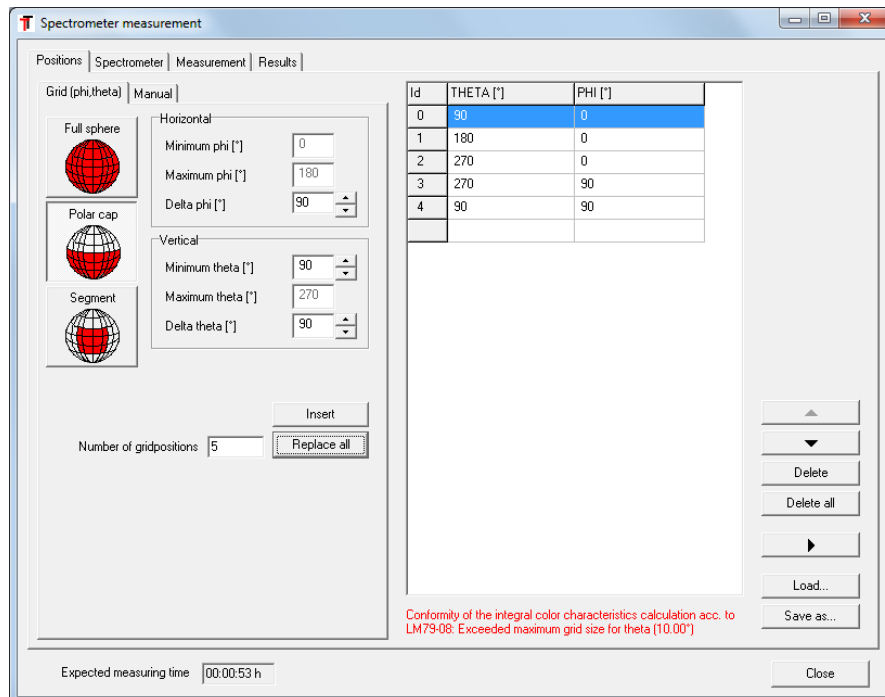 Spectrometer measurement
Positions Spectrometer Measurement Results
Grid (phi,theta) Manual
Full sphere
Polar cap
Segment
Horizontal
Minimum phi [°] 0
Maximum phi [°] 180
Delta phi [°] 90
Vertical
Minimum theta [°] 90
Maximum theta [°] 270
Delta theta [°] 90
Insert
Number of gridpositions 5 Replace all
Id THETA [°] PHI [°]
0 90 0
1 180 0
2 270 0
3 270 90
4 90 90
Delete
Delete all
Load...
Save as...
Conformity of the integral color characteristics calculation acc. to
LM79-08: Exceeded maximum grid size for theta (10.00°)
Expected measuring time 00:00:53 h
Close